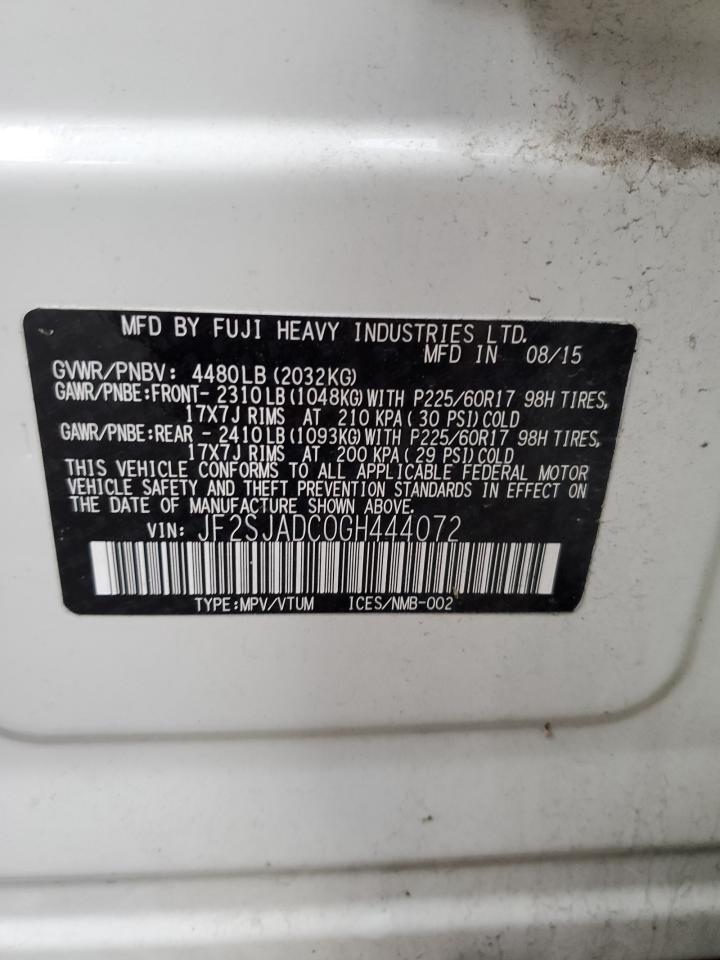 MFD BY FUJI HEAVY INDUSTRIES LTD.
MFD IN 08/15
GVWR/PNBV: 4480LB (2032KG)
GAWR/PNBE:FRONT- 2310LB (1048KG) WITH P225/60R17 98H TIRES,
17X7J RIMS AT 210 KPA ( 30 PSI) COLD
GAWR/PNBE:REAR - 2410LB (1093KG) WITH P225/60R17 98H TIRES,
17X7J RIMS AT 200 KPA ( 29 PSI) COLD
THIS VEHICLE CONFORMS TO ALL APPLICABLE FEDERAL MOTOR
VEHICLE SAFETY AND THEFT PREVENTION STANDARDS IN EFFECT ON
THE DATE OF MANUFACTURE SHOWN ABOVE.
VIN: JF2SJADC0GH444072
TYPE:MPV/VTUM ICES/NMB-002